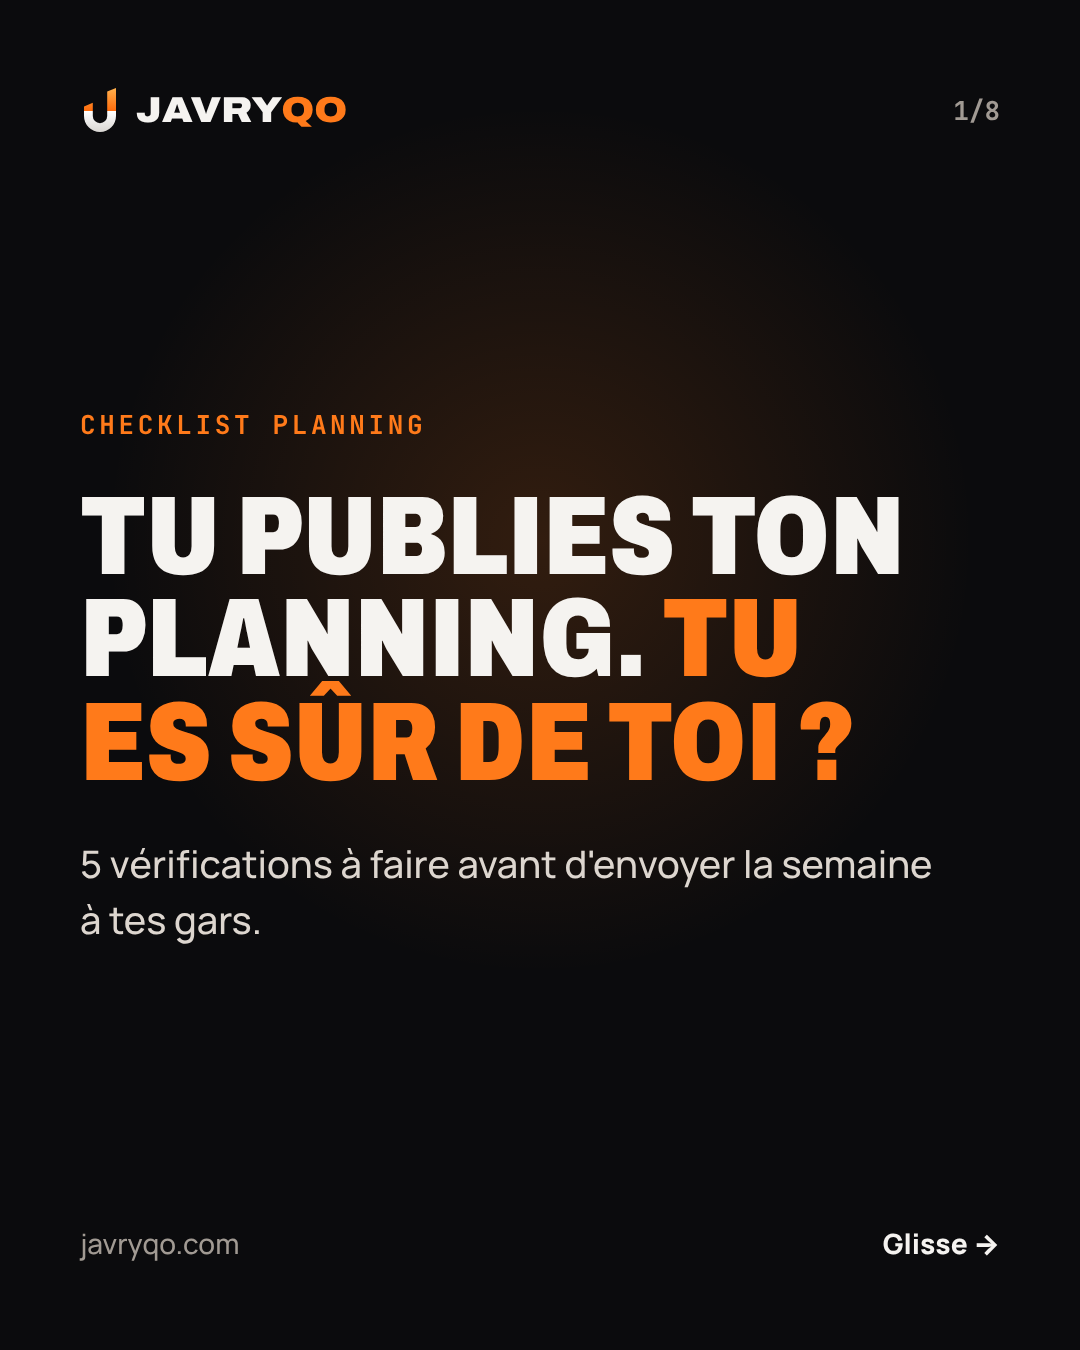 JAVRYQO
1/8
CHECKLIST PLANNING
TU PUBLIES TON
PLANNING. TU
ES SÛR DE TOI ?
5 vérifications à faire avant d'envoyer la semaine
à tes gars.
javryqo.com
Glisse →